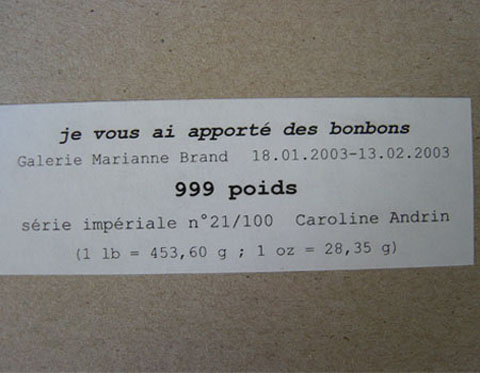 je vous ai apporté des bonbons
Galerie Marianne Brand 18.01.2003-13.02.2003
999 poids
série impériale n°21/100 Caroline Andrin
(1 lb = 453,60 g ; 1 oz = 28,35 g)